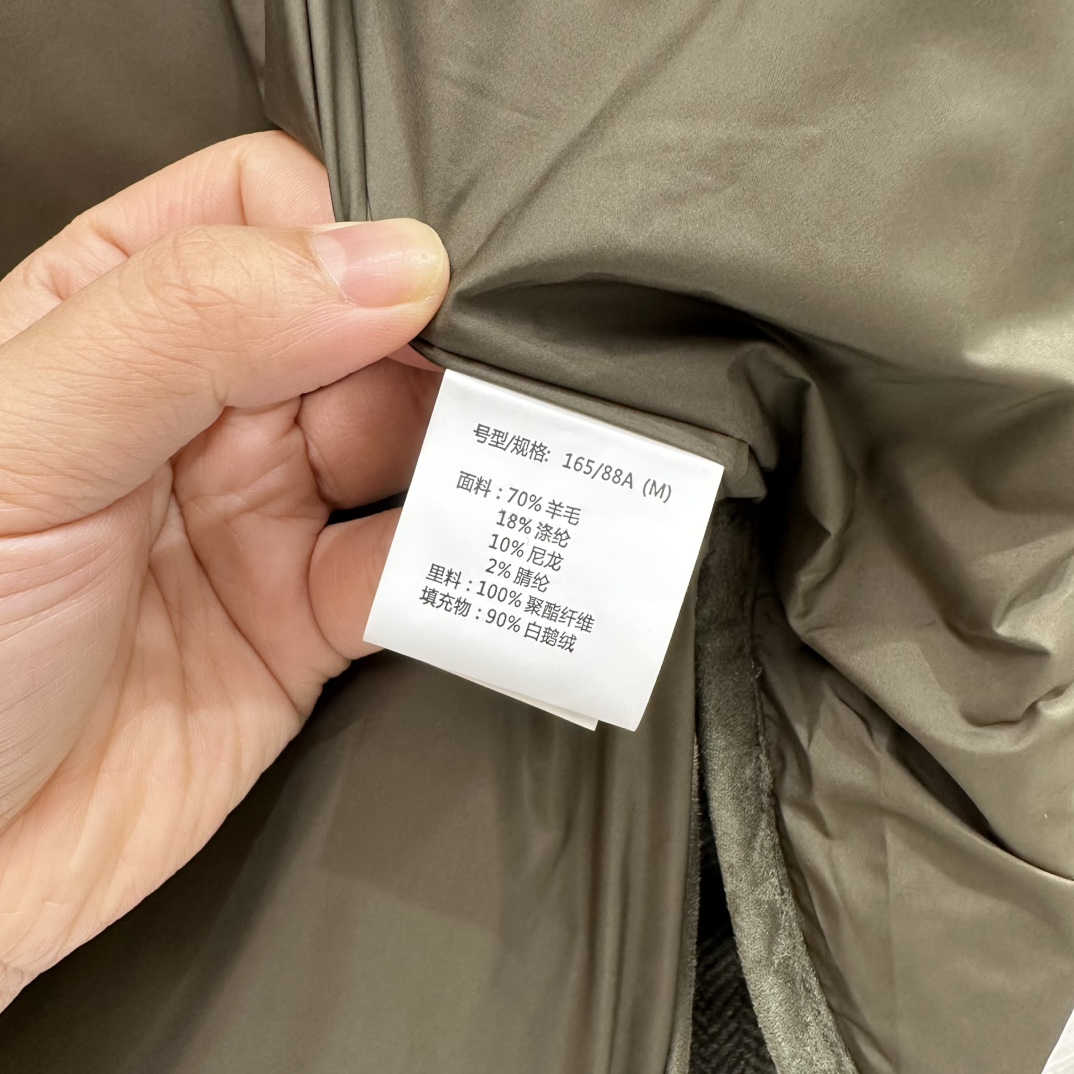 号型/规格: 165/88A (M)
面料：70% 羊毛
18% 涤纶
10% 尼龙
2% 腈纶
里料：100% 聚酯纤维
填充物：90% 白鹅绒